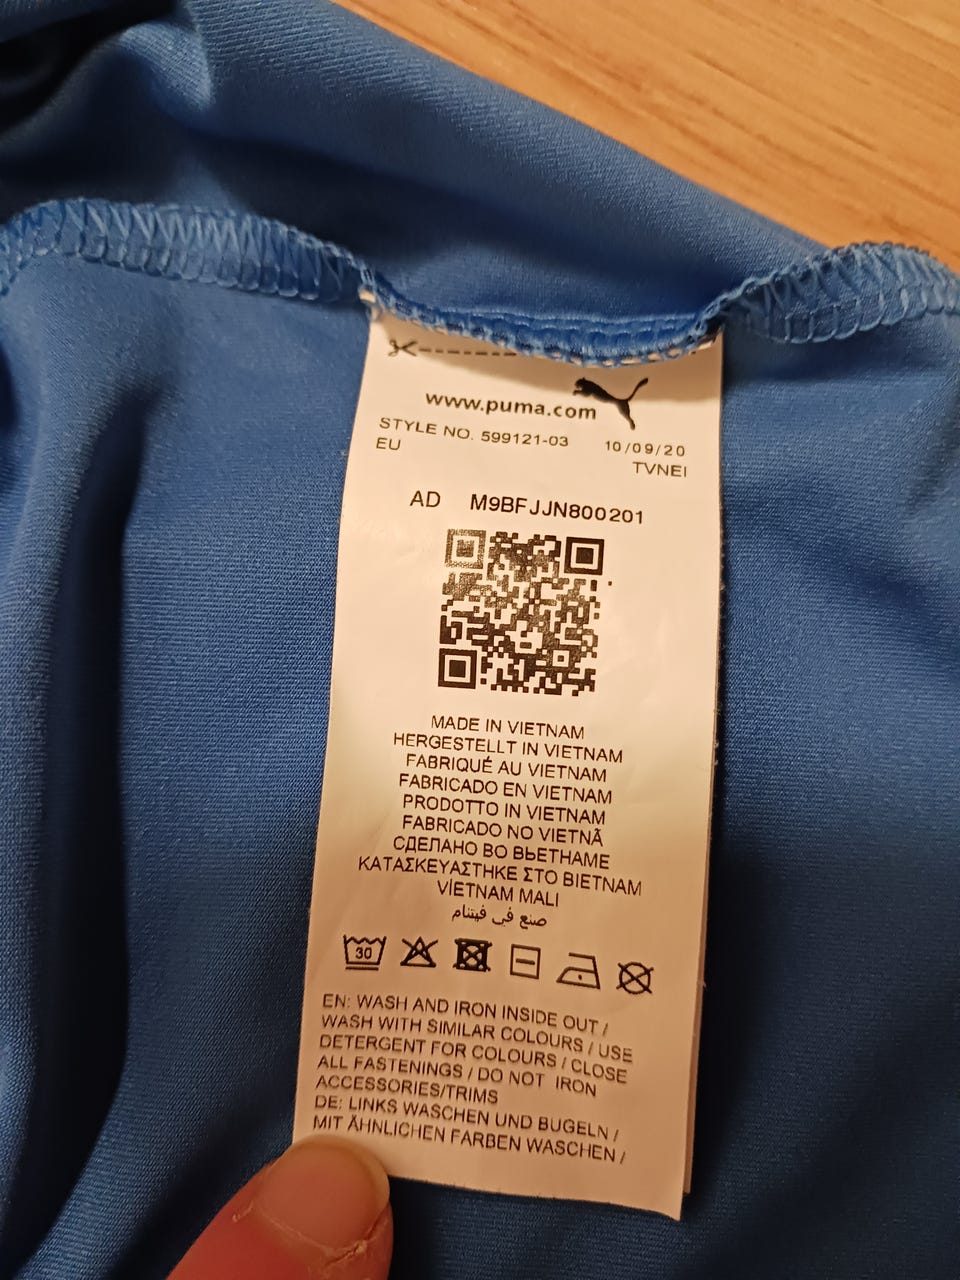 www.puma.com
STYLE NO. 599121-03 10/09/20
EU TVNEI
AD M9BFJJN800201
MADE IN VIETNAM
HERGESTELLT IN VIETNAM
FABRIQUÉ AU VIETNAM
FABRICADO EN VIETNAM
PRODOTTO IN VIETNAM
FABRICADO NO VIETNÃ
СДЕЛАНО ВО ВЬЕТНАМЕ
ΚΑΤΑΣΚΕΥΑΣΤΗΚΕ ΣΤΟ ΒΙΕΤΝΑΜ
VİETNAM MALI
صنع في فيتنام
30
EN: WASH AND IRON INSIDE OUT /
WASH WITH SIMILAR COLOURS / USE
DETERGENT FOR COLOURS / CLOSE
ALL FASTENINGS / DO NOT IRON
ACCESSORIES/TRIMS
DE: LINKS WASCHEN UND BUGELN /
MIT ÄHNLICHEN FARBEN WASCHEN /